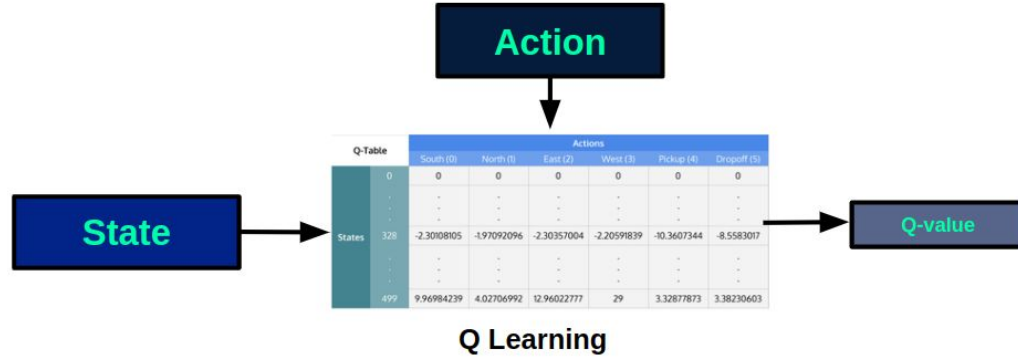 Action
Q-Table
Actions
South (0) North (1) East (2) West (3) Pickup (4) Dropoff (5)
0 0 0 0 0 0 0
States 328 -2.30108105 -1.97092096 -2.30357004 -2.20591839 -10.3607344 -8.5583017
499 9.96984239 4.02706992 12.96022777 29 3.32877873 3.38230603
State
Q-value
Q Learning